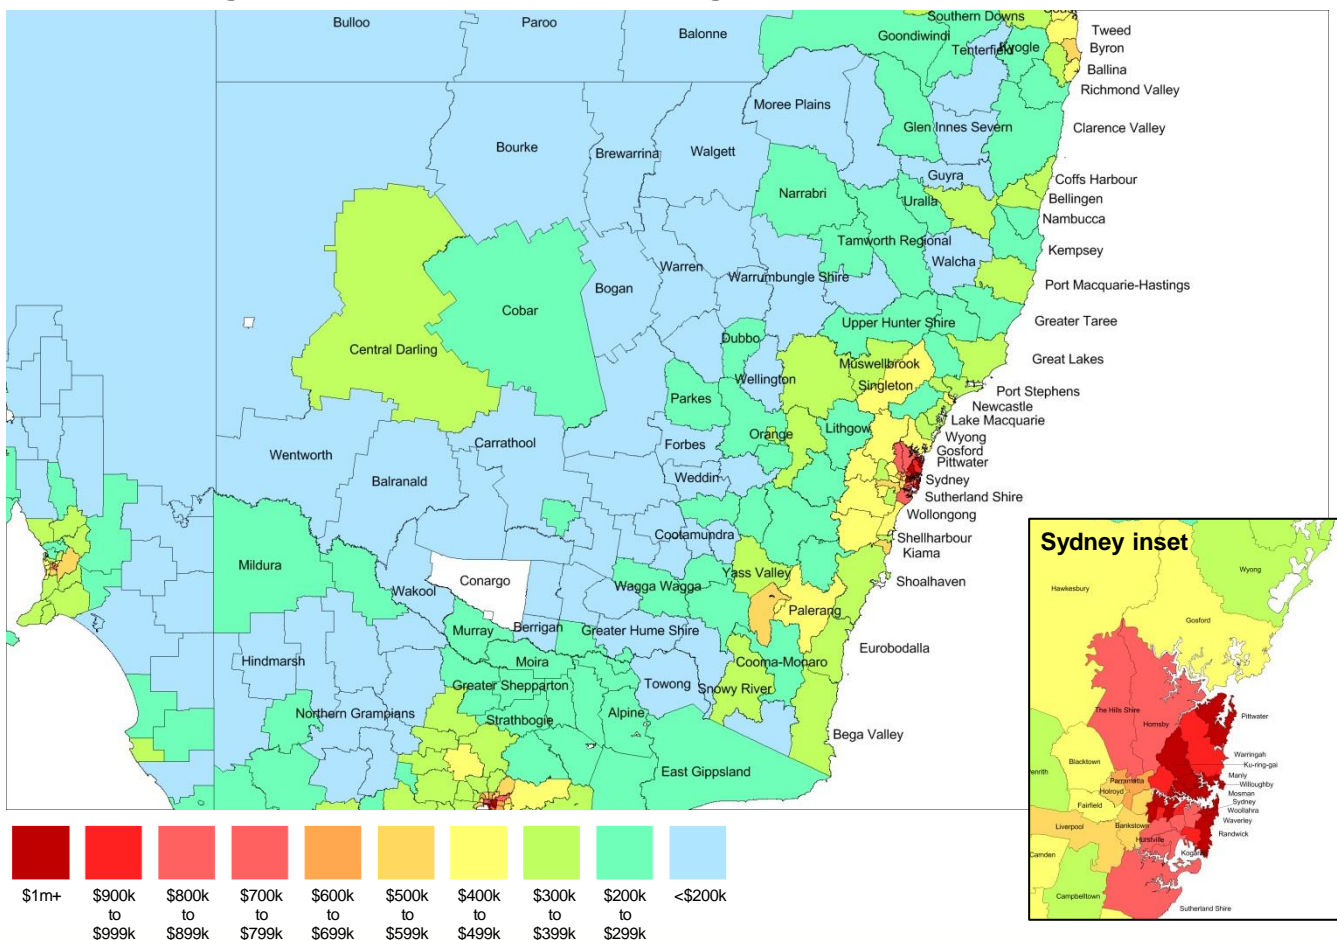 Bulloo
Paroo
Balonne
Southern Downs
Goondiwindi
Tenterfield
Kyogle
Tweed
Byron
Ballina
Richmond Valley
Moree Plains
Glen Innes Severn
Clarence Valley
Bourke
Brewarrina
Walgett
Guyra
Coffs Harbour
Narrabri
Uralla
Bellingen
Nambucca
Tamworth Regional
Kempsey
Walcha
Warren
Warrumbungle Shire
Bogan
Port Macquarie-Hastings
Cobar
Upper Hunter Shire
Greater Taree
Central Darling
Dubbo
Muswellbrook
Great Lakes
Wellington
Singleton
Port Stephens
Parkes
Newcastle
Lake Macquarie
Orange
Lithgow
Wyong
Carrathool
Forbes
Gosford
Wentworth
Pittwater
Balranald
Weddin
Sydney
Sutherland Shire
Wollongong
Cootamundra
Shellharbour
Kiama
Mildura
Conargo
Yass Valley
Wagga Wagga
Shoalhaven
Wakool
Palerang
Murray
Berrigan
Greater Hume Shire
Eurobodalla
Hindmarsh
Moira
Cooma-Monaro
Greater Shepparton
Towong
Snowy River
Northern Grampians
Strathbogie
Alpine
Bega Valley
East Gippsland
Sydney inset
Wyong
Hawkesbury
Gosford
The Hills Shire
Hornsby
Pittwater
Warringah
Blacktown
Ku-ring-gai
Manly
Parramatta
Willoughby
Holroyd
Mosman
Fairfield
Sydney
Woollahra
Liverpool
Bankstown
Waverley
Randwick
Hurstville
Camden
Campbelltown
Sutherland Shire
$1m+
$900k to $999k
$800k to $899k
$700k to $799k
$600k to $699k
$500k to $599k
$400k to $499k
$300k to $399k
$200k to $299k
<$200k